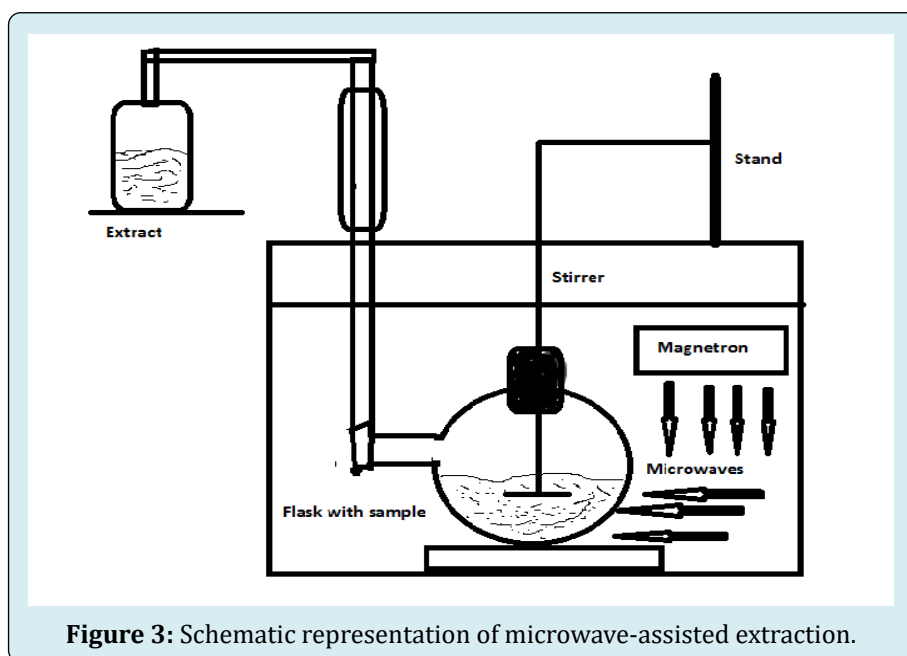 Stand
Extract
Stirrer
Magnetron
Microwaves
Flask with sample
Figure 3: Schematic representation of microwave-assisted extraction.